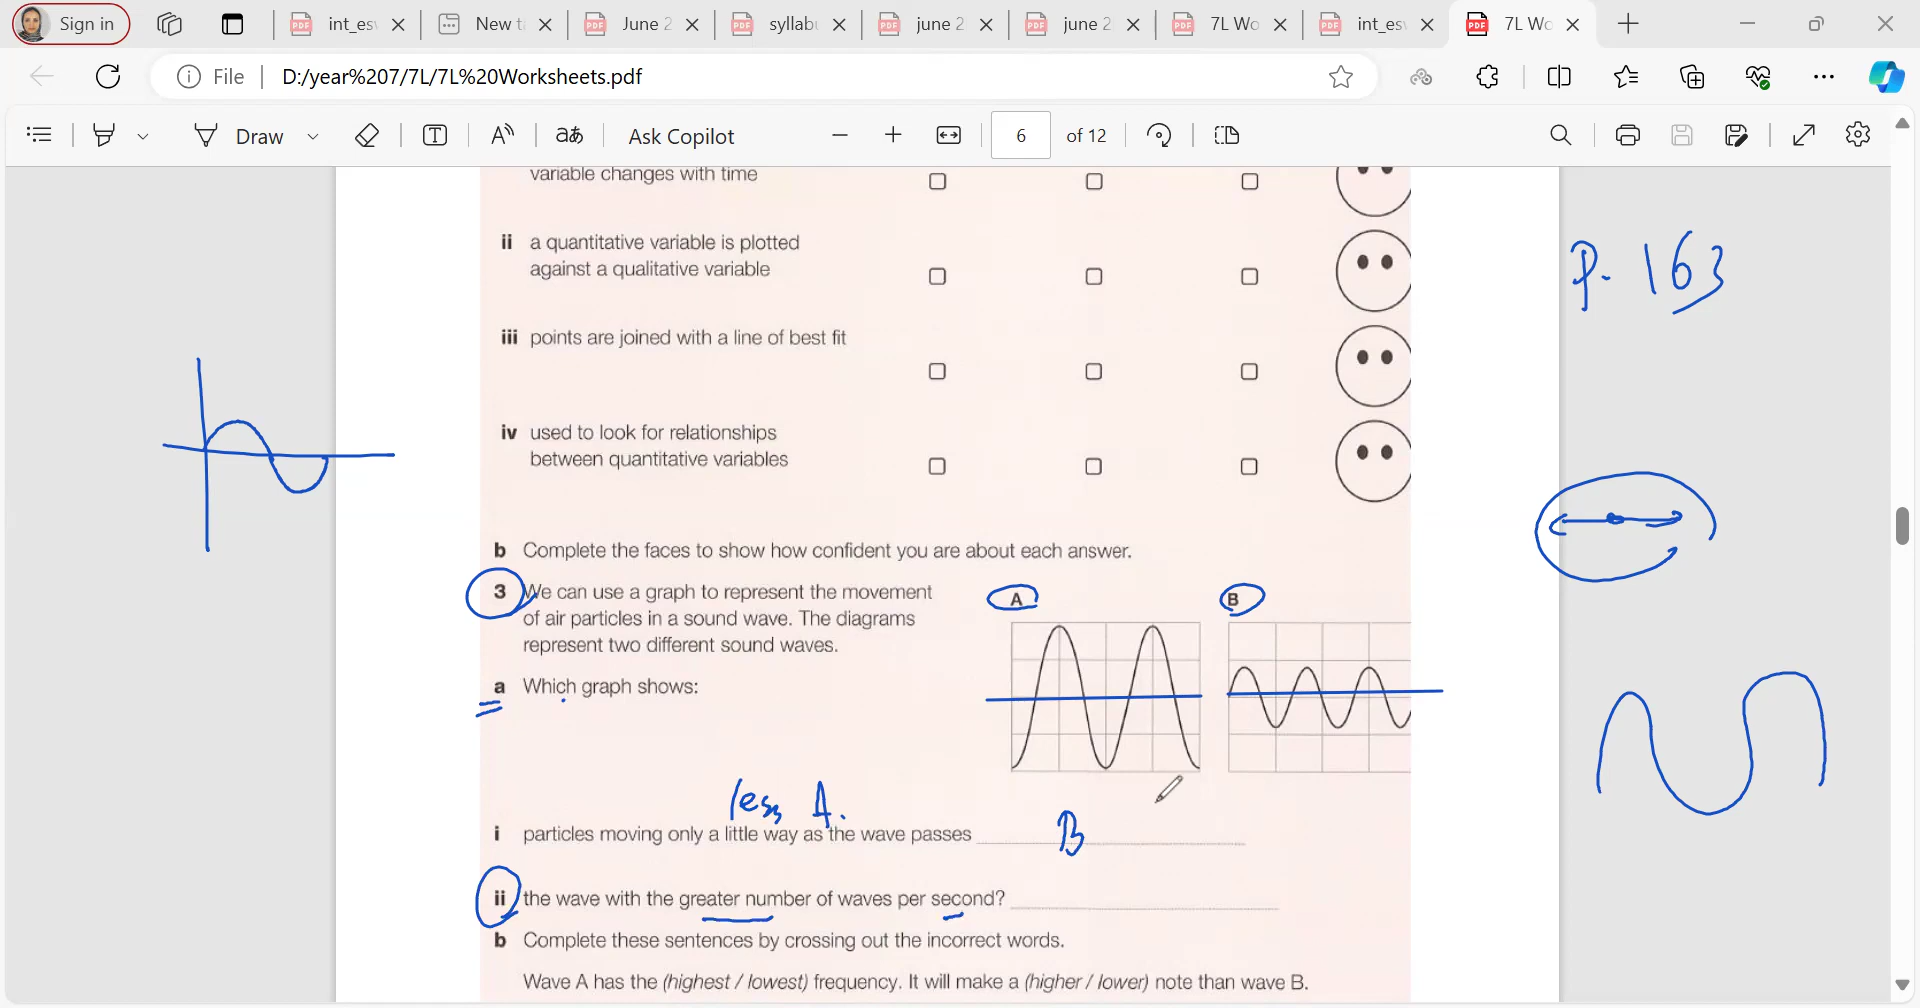 Sign in
int_esv
New ta
June 2
syllabu
june 2
june 2
7L Wo
int_esv
7L Wo
File
D:/year%207/7L/7L%20Worksheets.pdf
Draw
Ask Copilot
6 of 12
variable changes with time
ii a quantitative variable is plotted
against a qualitative variable
P. 163
iii points are joined with a line of best fit
iv used to look for relationships
between quantitative variables
b Complete the faces to show how confident you are about each answer.
3 We can use a graph to represent the movement
of air particles in a sound wave. The diagrams
represent two different sound waves.
A B
a Which graph shows:
less A.
i particles moving only a little way as the wave passes B
ii the wave with the greater number of waves per second?
b Complete these sentences by crossing out the incorrect words.
Wave A has the (highest / lowest) frequency. It will make a (higher / lower) note than wave B.